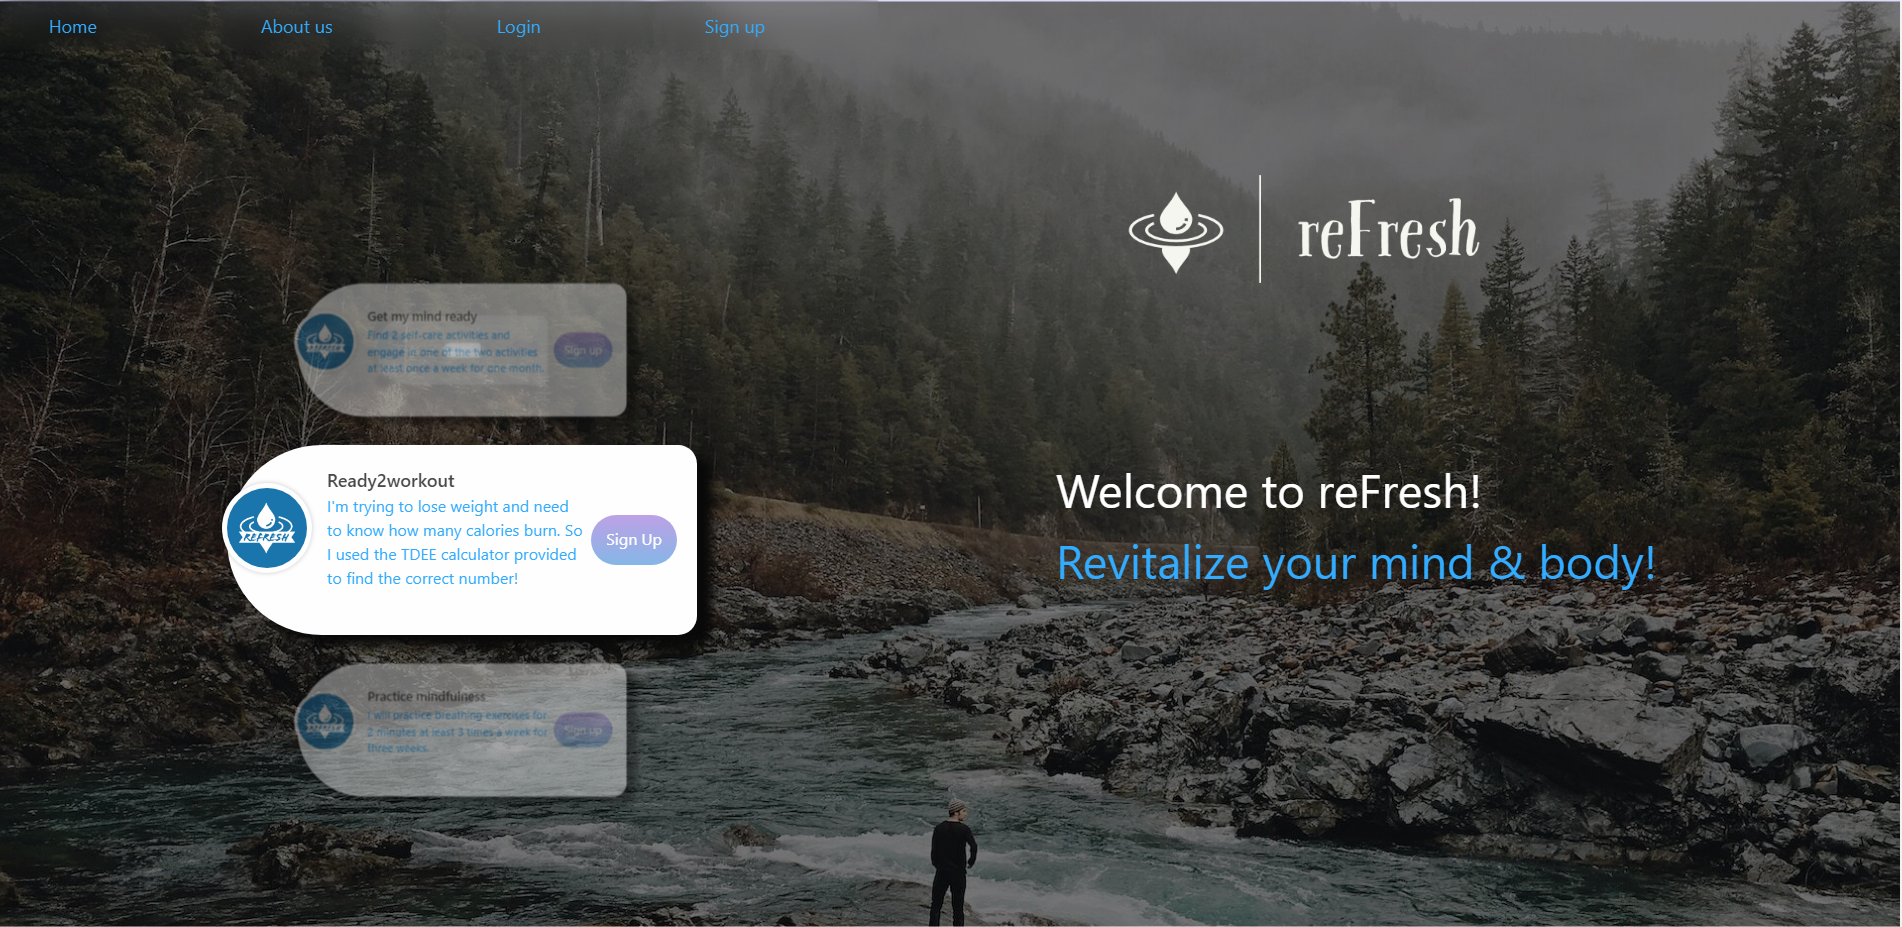 Home
About us
Login
Sign up
reFresh
Get my mind ready
Find 2 self-care activities and
engage in one of the two activities
at least once a week for one month.
Sign up
REFRESH
Ready2workout
I'm trying to lose weight and need
to know how many calories burn. So
I used the TDEE calculator provided
to find the correct number!
REFRESH
Sign Up
Welcome to reFresh!
Revitalize your mind & body!
Practice mindfulness
I will practice breathing exercises for
2 minutes at least 3 times a week for
three weeks.
REFRESH
Sign up